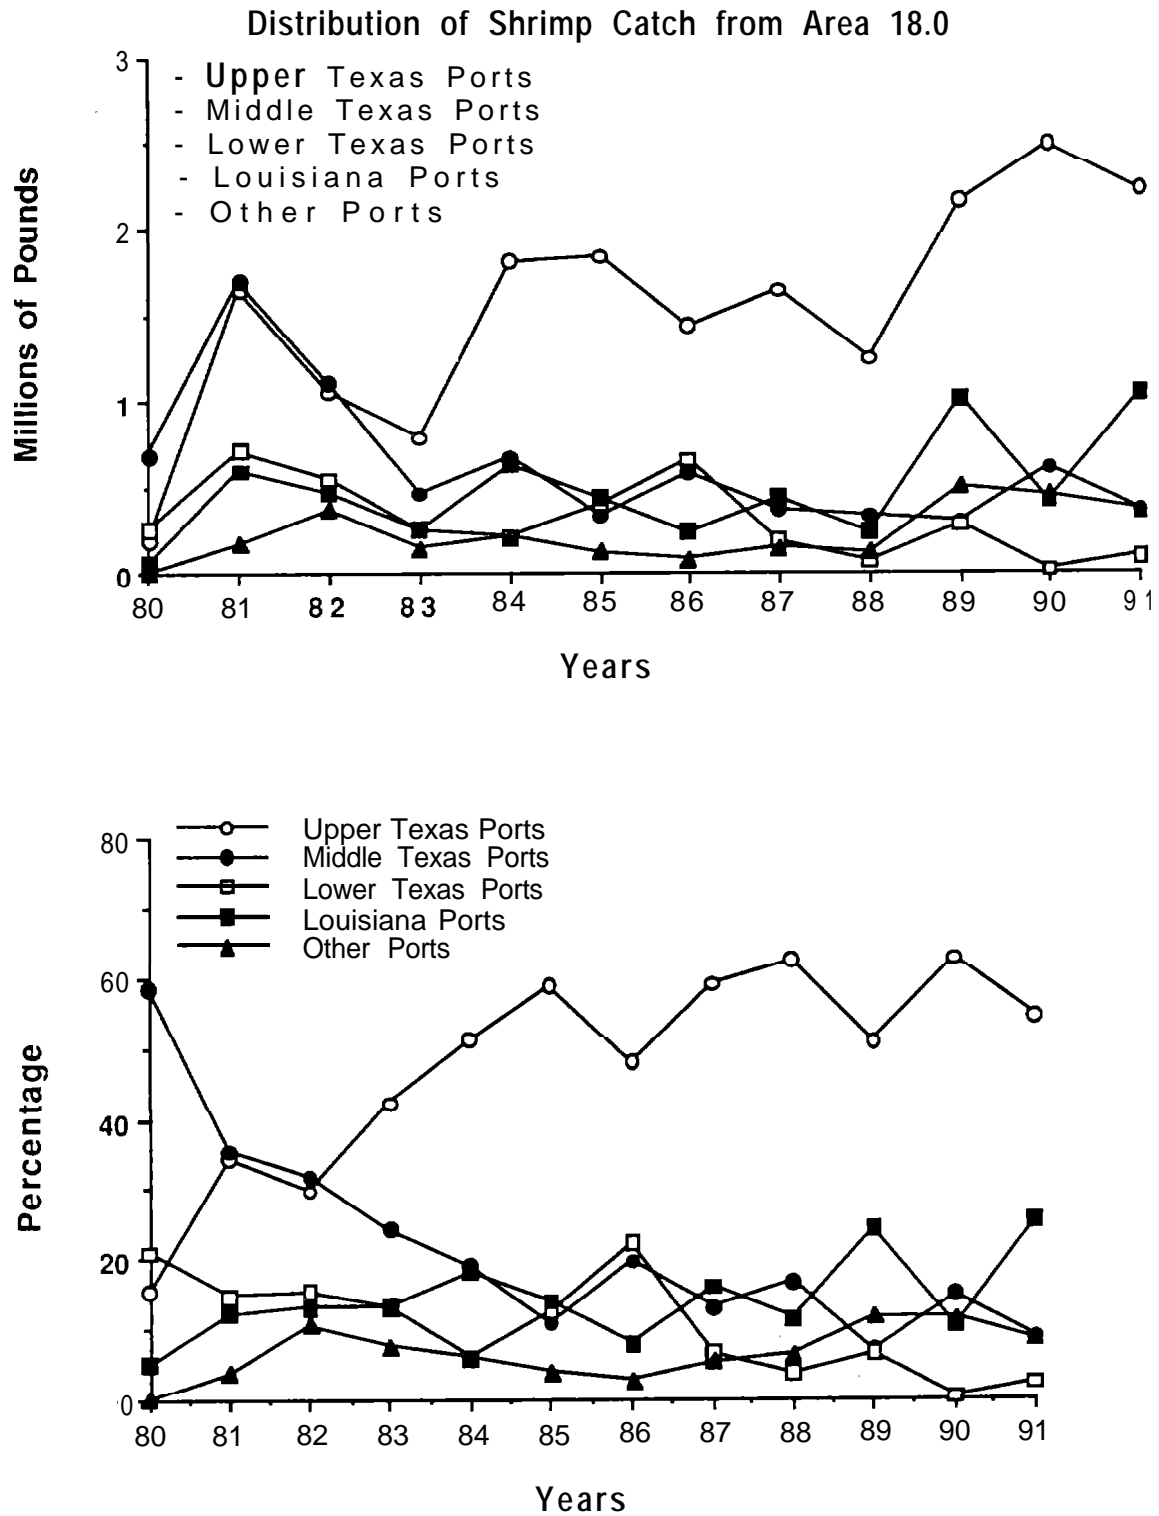 Distribution of Shrimp Catch from Area 18.0
3
- Upper Texas Ports
- Middle Texas Ports
- Lower Texas Ports
- Louisiana Ports
- Other Ports
2
1
0
Millions of Pounds
80 81 82 83 84 85 86 87 88 89 90 91
Years
80
Upper Texas Ports
Middle Texas Ports
Lower Texas Ports
Louisiana Ports
Other Ports
60
40
20
0
Percentage
80 81 82 83 84 85 86 87 88 89 90 91
Years